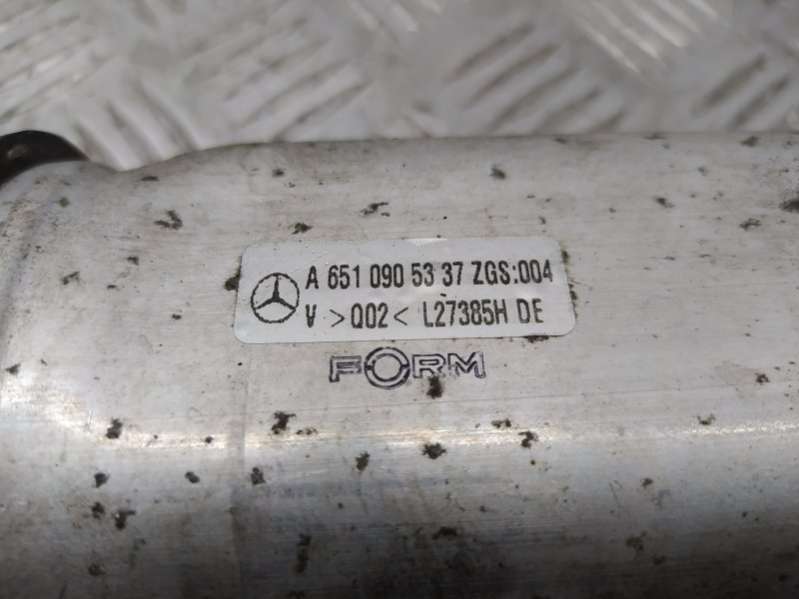 A 651 090 53 37 ZGS:004
V >Q02< L27385H DE
FORM